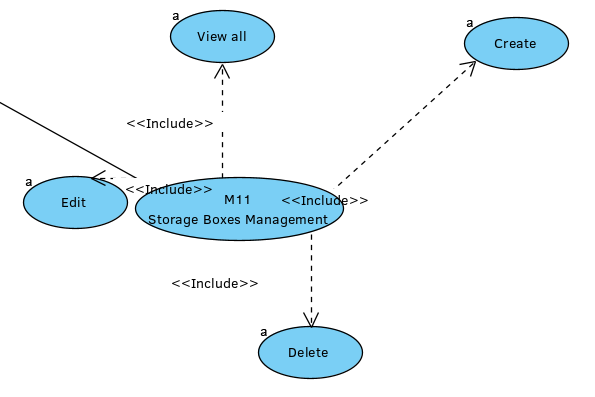 a
View all
a
Create
<<Include>>
a
Edit
<<Include>>
M11
Storage Boxes Management
<<Include>>
<<Include>>
a
Delete